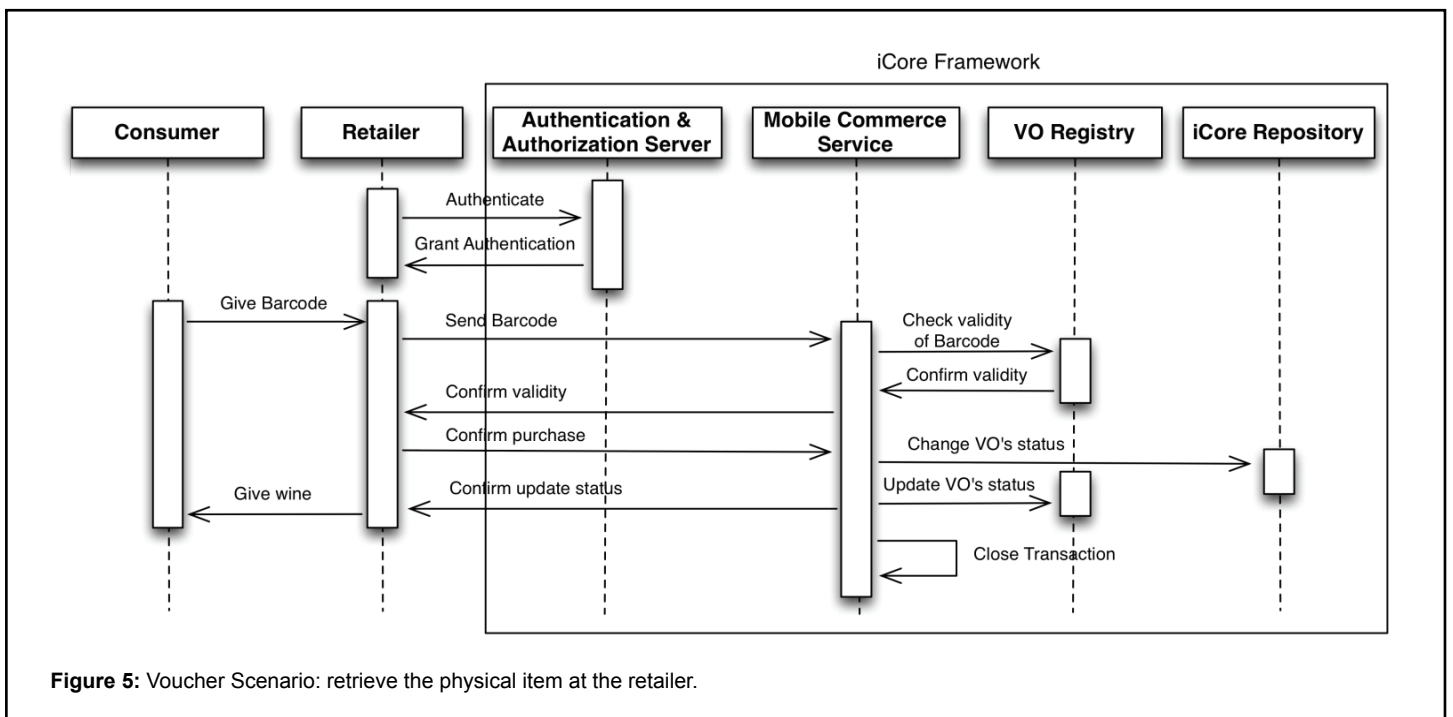 iCore Framework
Consumer
Retailer
Authentication &
Authorization Server
Mobile Commerce
Service
VO Registry
iCore Repository
Authenticate
Grant Authentication
Give Barcode
Send Barcode
Check validity
of Barcode
Confirm validity
Confirm validity
Confirm purchase
Change VO's status
Give wine
Confirm update status
Update VO's status
Close Transaction
Figure 5: Voucher Scenario: retrieve the physical item at the retailer.